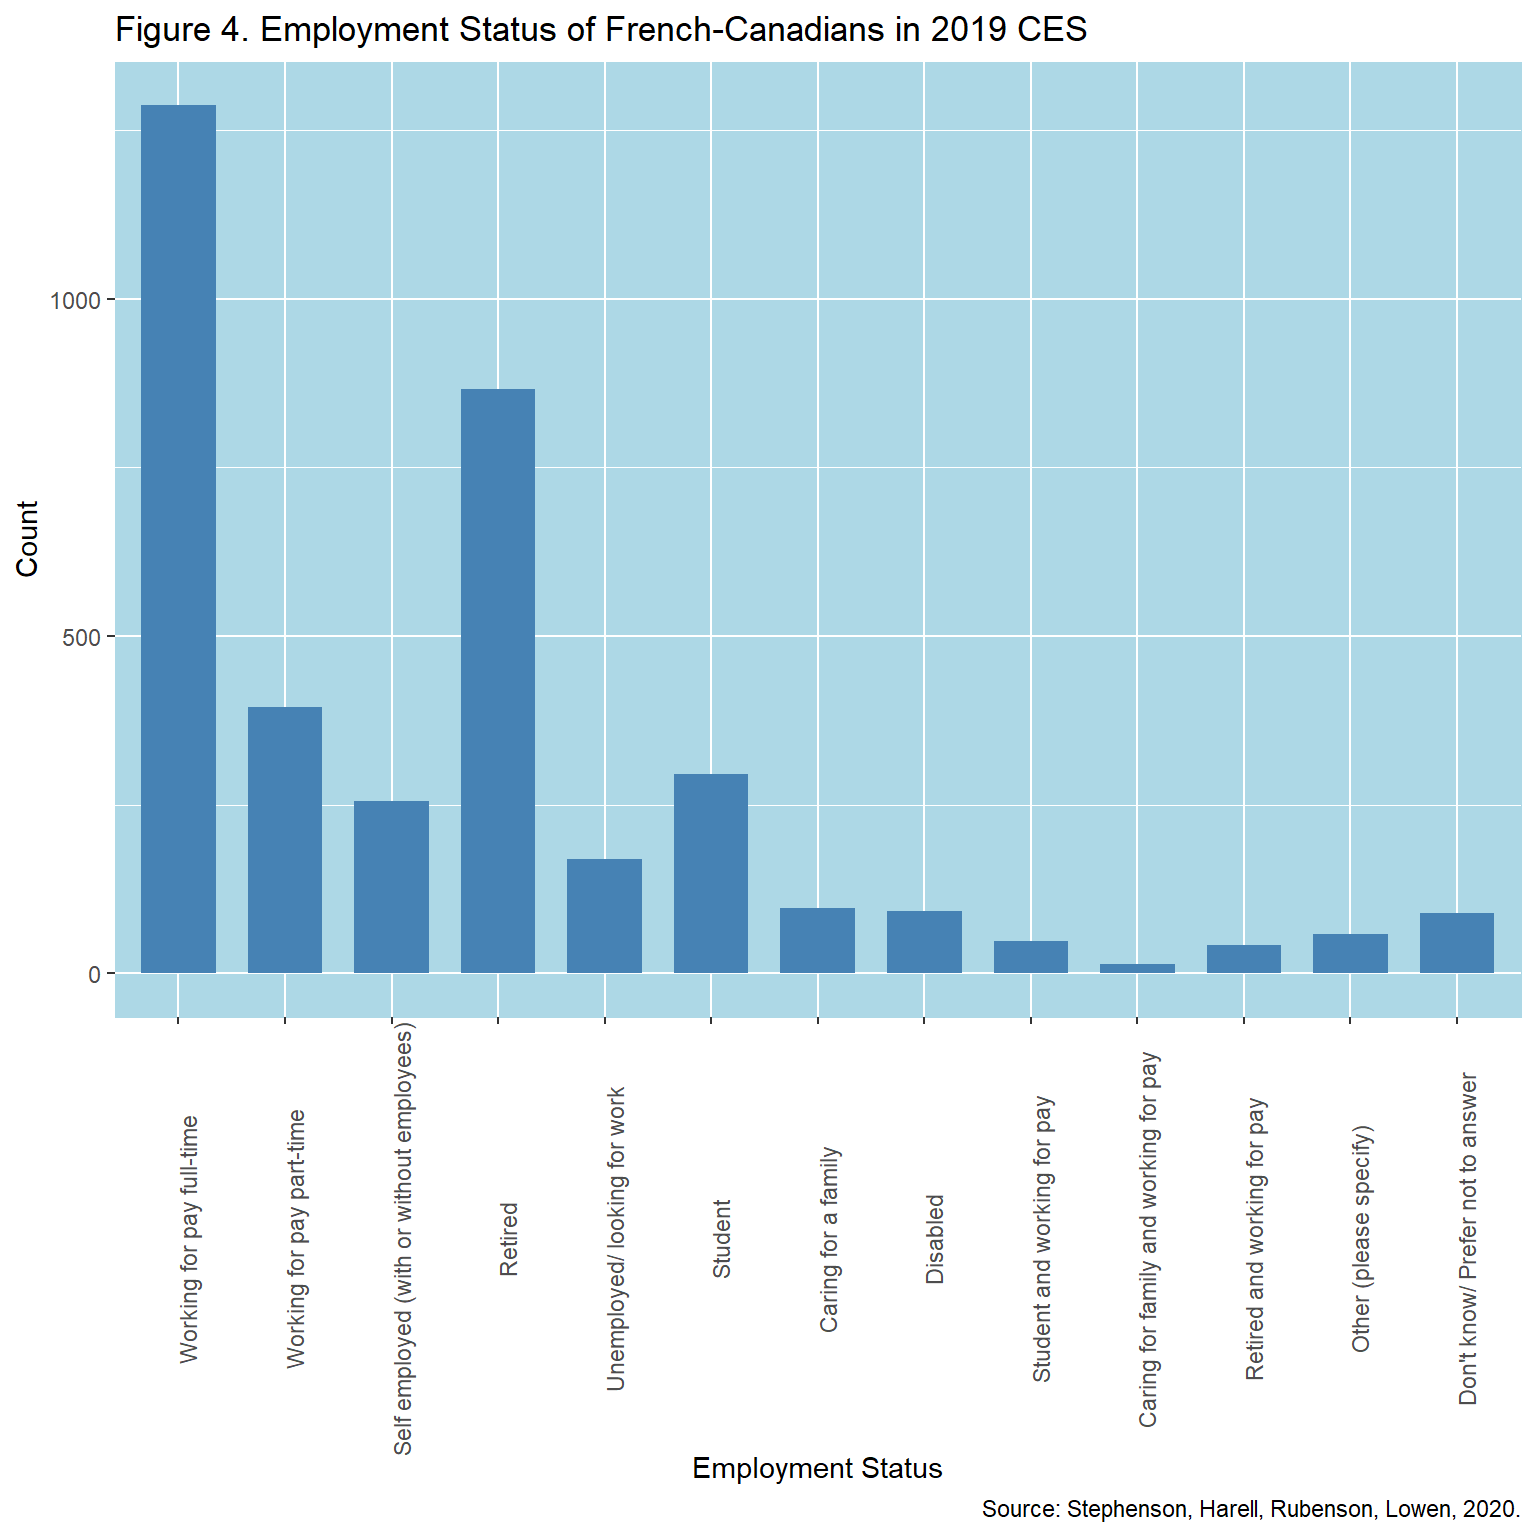 Figure 4. Employment Status of French-Canadians in 2019 CES
Count
1000
500
0
Working for pay full-time
Working for pay part-time
Self employed (with or without employees)
Retired
Unemployed/ looking for work
Student
Caring for a family
Disabled
Student and working for pay
Caring for family and working for pay
Retired and working for pay
Other (please specify)
Don't know/ Prefer not to answer
Employment Status
Source: Stephenson, Harell, Rubenson, Lowen, 2020.